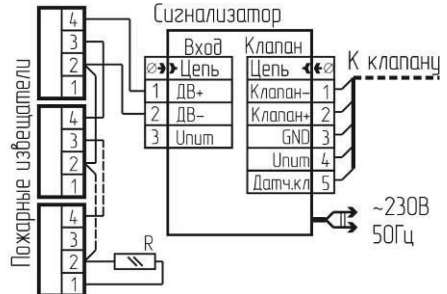 Сигнализатор
Пожарные извещатели
4
3
2
1
4
3
2
1
4
3
2
1
Вход
Цепь
1 ДВ+
2 ДВ–
3 Uпит
Клапан
Цепь
Клапан– 1
Клапан+ 2
GND 3
Uпит 4
Датч.кл 5
К клапану
~230В
50Гц
R